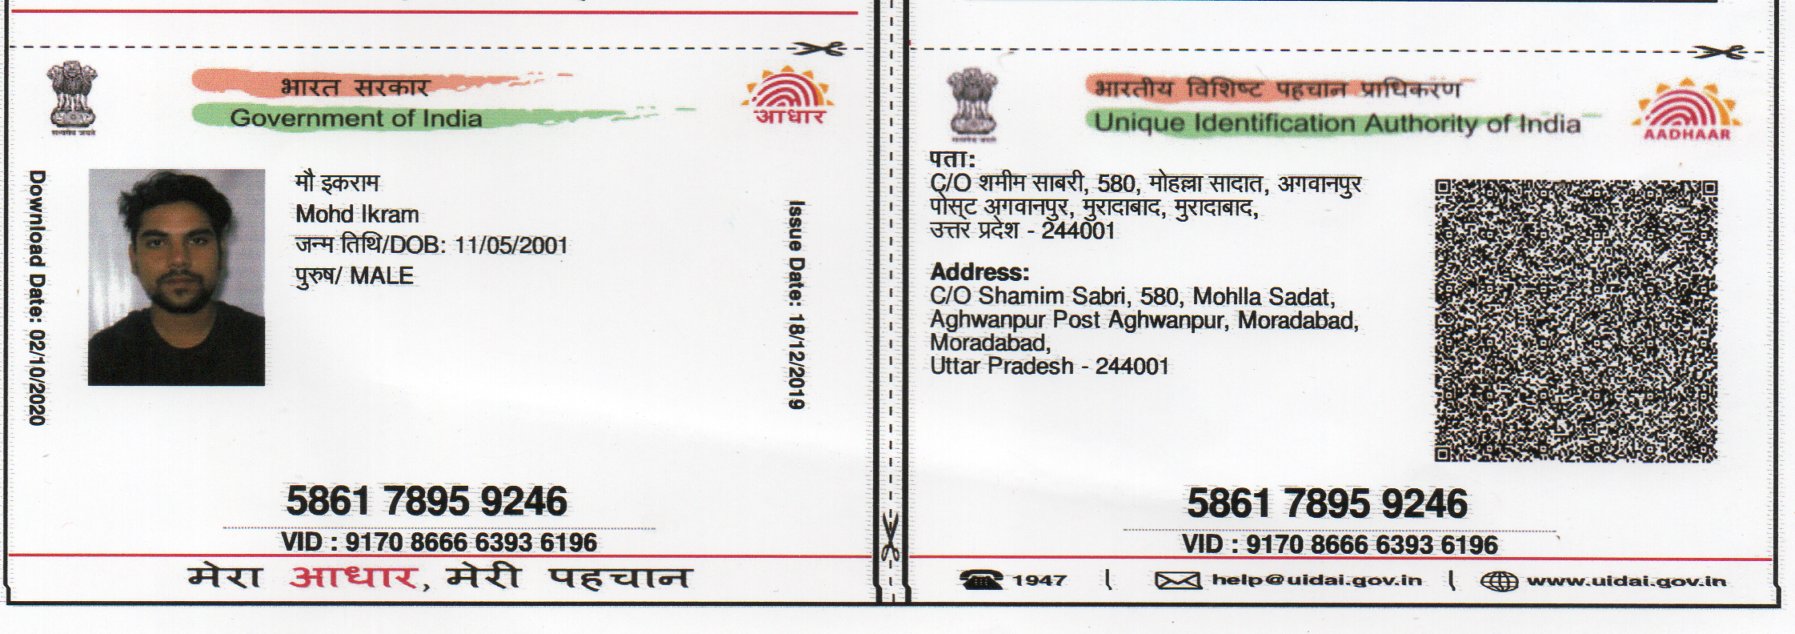 भारत सरकार
Government of India
आधार
Download Date: 02/10/2020
मौ इकराम
Mohd Ikram
जन्म तिथि/DOB: 11/05/2001
पुरुष/ MALE
Issue Date: 18/12/2019
5861 7895 9246
VID : 9170 8666 6393 6196
मेरा आधार, मेरी पहचान
भारतीय विशिष्ट पहचान प्राधिकरण
Unique Identification Authority of India
AADHAAR
पता:
C/O शमीम साबरी, 580, मोहल्ला सादात, अगवानपुर
पोस्ट अगवानपुर, मुरादाबाद, मुरादाबाद,
उत्तर प्रदेश - 244001
Address:
C/O Shamim Sabri, 580, Mohlla Sadat,
Aghwanpur Post Aghwanpur, Moradabad,
Moradabad,
Uttar Pradesh - 244001
5861 7895 9246
VID : 9170 8666 6393 6196
1947 | help@uidai.gov.in | www.uidai.gov.in